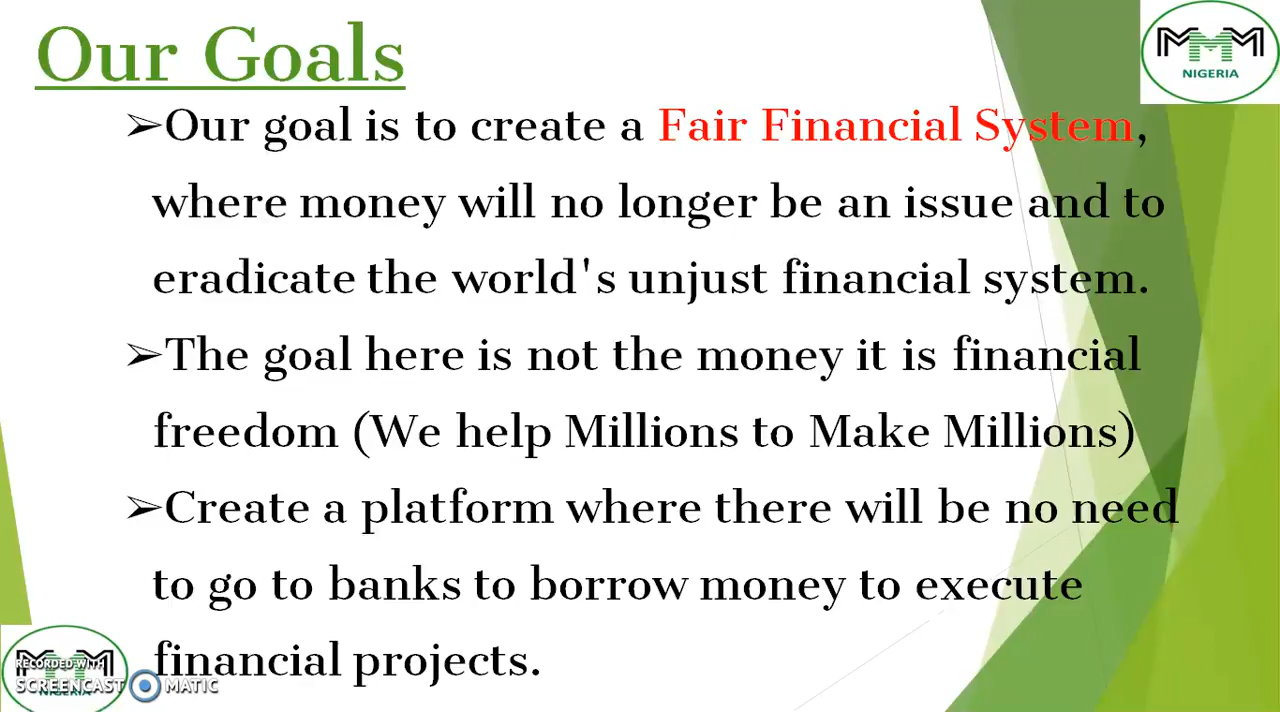 Our Goals
MMM
NIGERIA
➢Our goal is to create a Fair Financial System,
where money will no longer be an issue and to
eradicate the world's unjust financial system.
➢The goal here is not the money it is financial
freedom (We help Millions to Make Millions)
➢Create a platform where there will be no need
to go to banks to borrow money to execute
financial projects.
MMM
NIGERIA
RECORDED WITH
SCREENCAST MATIC